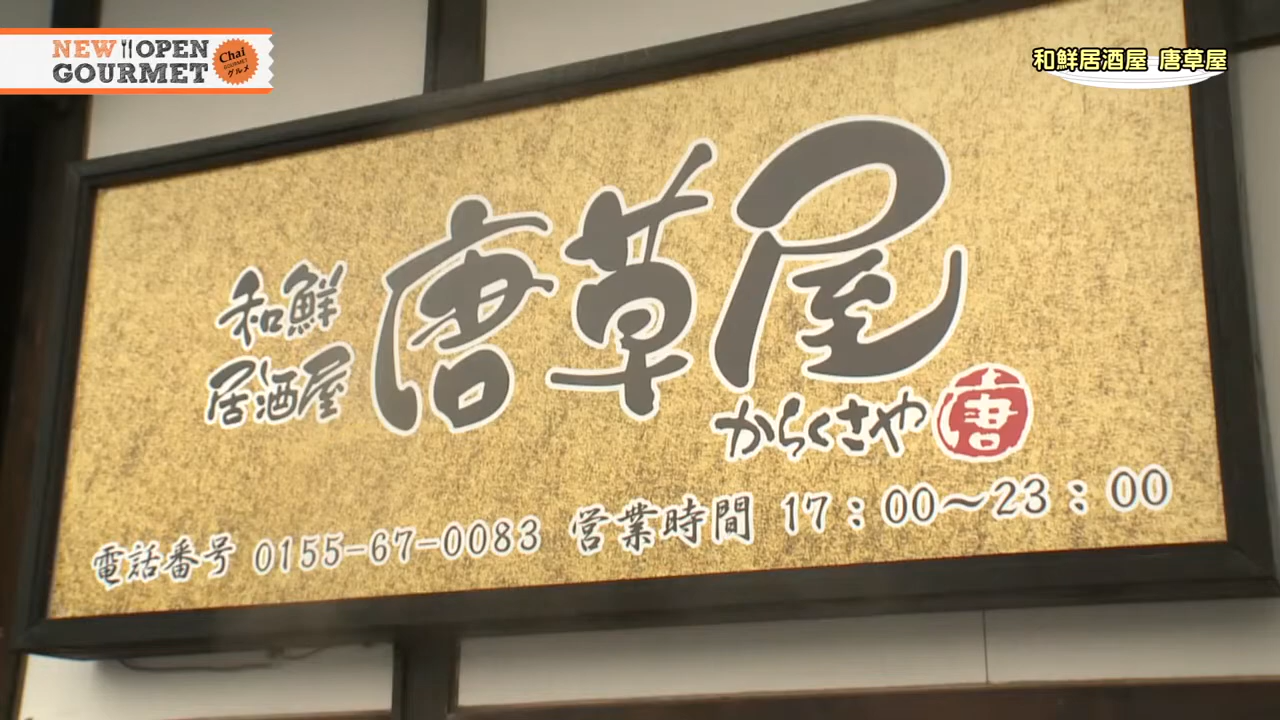 NEW OPEN
GOURMET
Chai
GOURMET
グルメ
和鮮居酒屋 唐草屋
和鮮
居酒屋
唐草屋
からくさや
唐
電話番号 0155-67-0083 営業時間 17:00～23:00